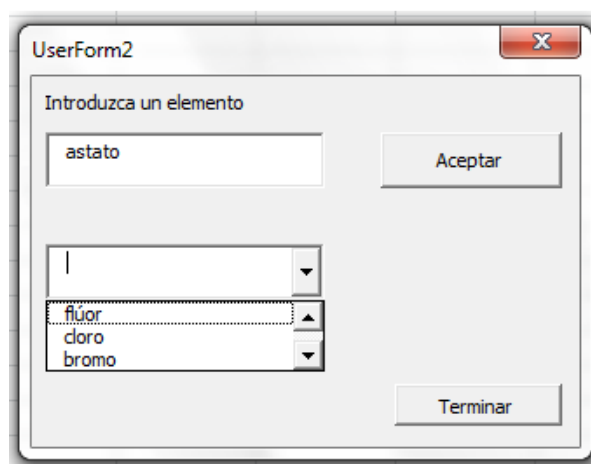 UserForm2
Introduzca un elemento
astato
Aceptar
flúor
cloro
bromo
Terminar